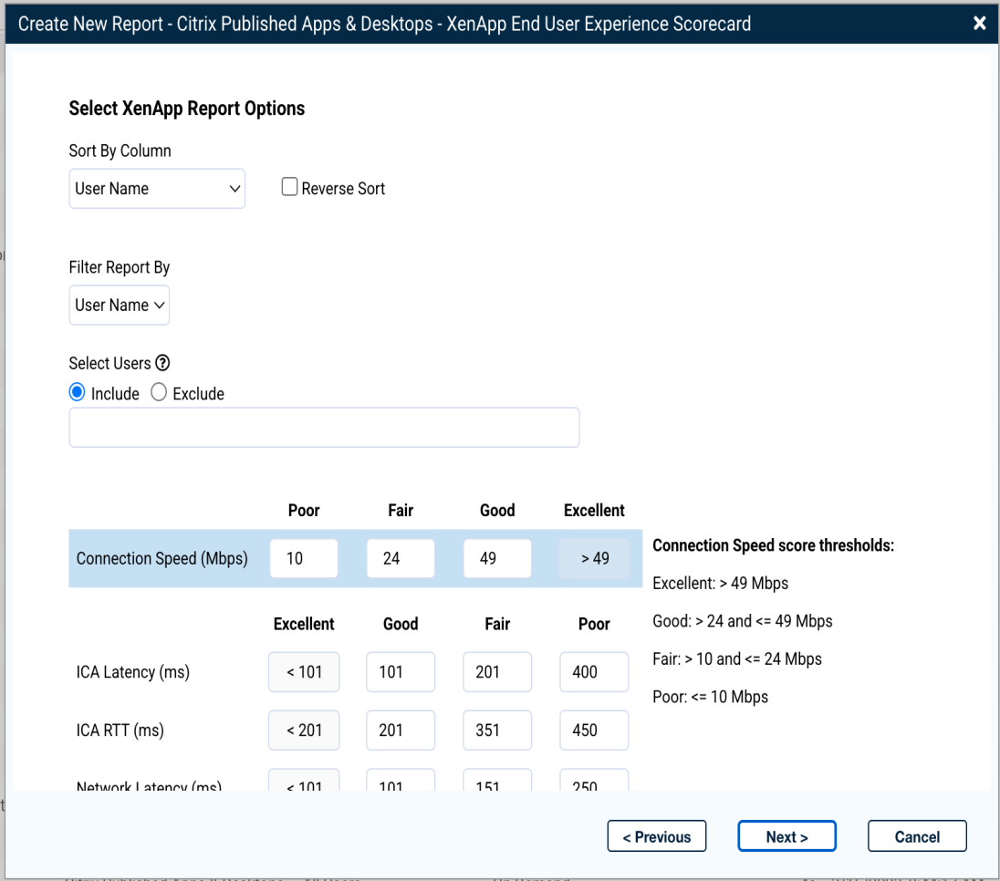 Create New Report - Citrix Published Apps & Desktops - XenApp End User Experience Scorecard
Select XenApp Report Options
Sort By Column
User Name Reverse Sort
Filter Report By
User Name
Select Users
Include Exclude
Poor Fair Good Excellent
Connection Speed (Mbps) 10 24 49 > 49
Excellent Good Fair Poor
ICA Latency (ms) < 101 101 201 400
ICA RTT (ms) < 201 201 351 450
Network Latency (ms) < 101 101 151 250
Connection Speed score thresholds:
Excellent: > 49 Mbps
Good: > 24 and <= 49 Mbps
Fair: > 10 and <= 24 Mbps
Poor: <= 10 Mbps
< Previous Next > Cancel